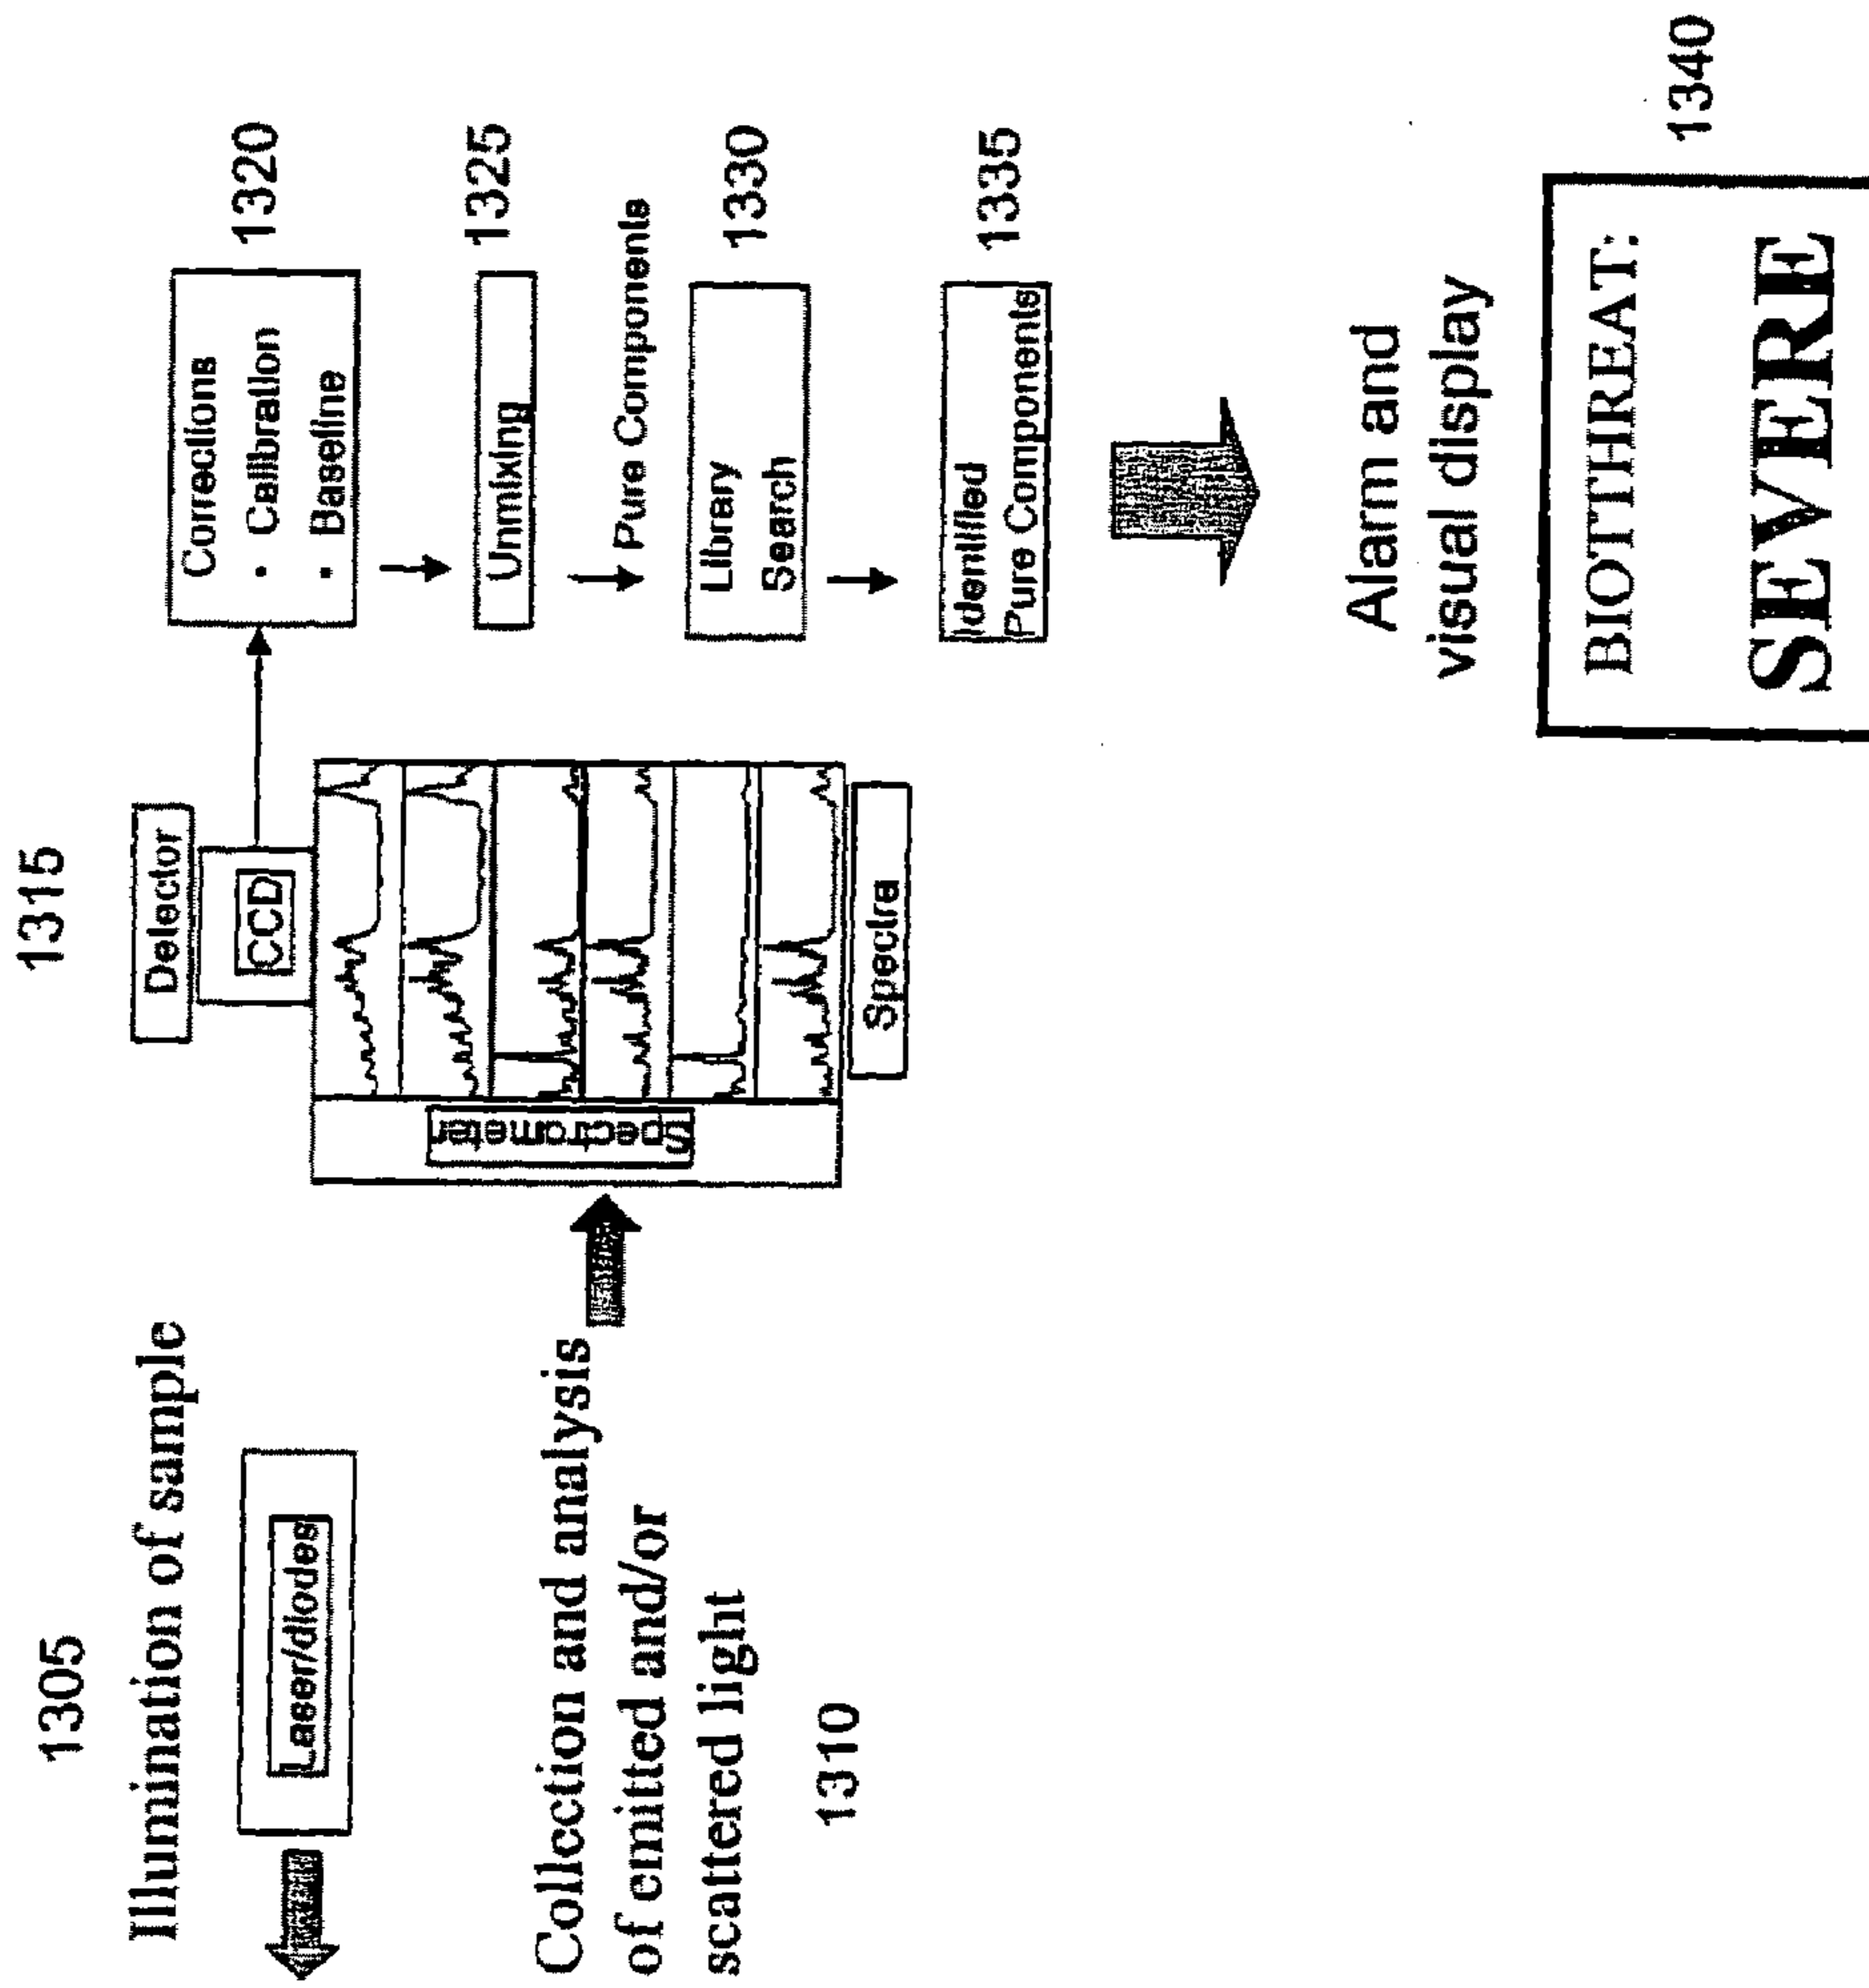 1305
Illumination of sample
Laser/diodes
Collection and analysis
of emitted and/or
scattered light
1310
1315
Detector
CCD
Spectrometer
Spectra
Corrections
• Calibration
• Baseline
1320
Unmixing
1325
Pure Components
Library
Search
1330
Identified
Pure Components
1335
Alarm and
visual display
BIOTHREAT:
SEVERE
1340